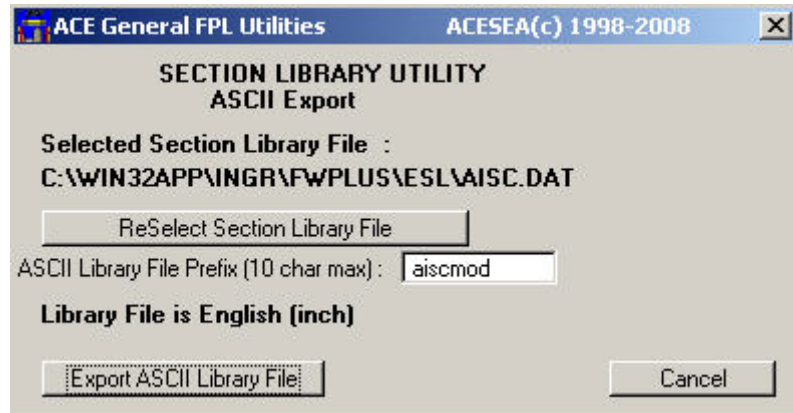 ACE General FPL Utilities ACESEA(c) 1998-2008
SECTION LIBRARY UTILITY
ASCII Export
Selected Section Library File :
C:\WIN32APP\INGR\FWPLUS\ESL\AISC.DAT
ReSelect Section Library File
ASCII Library File Prefix (10 char max) : aiscmod
Library File is English (inch)
Export ASCII Library File Cancel